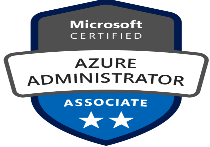 Microsoft
CERTIFIED
AZURE
ADMINISTRATOR
ASSOCIATE